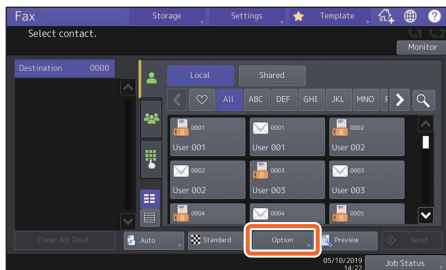 Fax
Storage
Settings
Template
Select contact.
Monitor
Destination 0000
Local
Shared
All
ABC
DEF
GHI
JKL
MNO
0001
User 001
0001
User 001
0002
User 002
0002
User 002
0003
User 003
0003
User 003
0004
0004
0005
Clear All Dest.
Auto
Standard
Option
Preview
Send
05/10/2019
14:22
Job Status